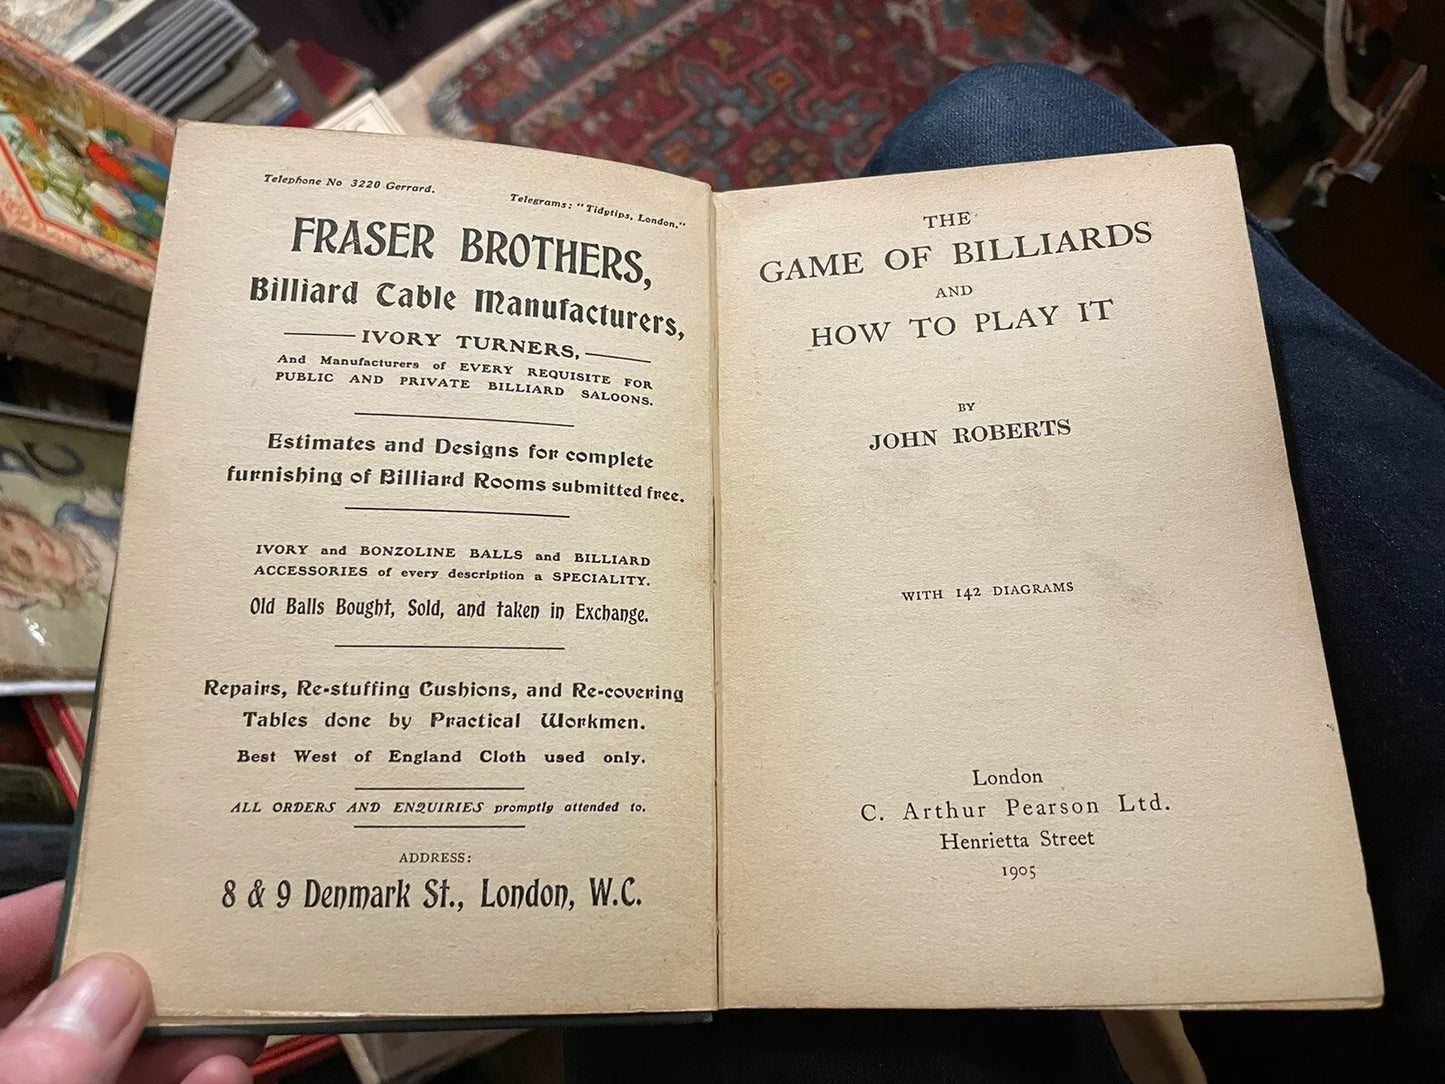 Telephone No 3220 Gerrard.
Telegrams: "Tidytips, London."
FRASER BROTHERS,
Billiard Table Manufacturers,
IVORY TURNERS,
And Manufacturers of EVERY REQUISITE FOR
PUBLIC AND PRIVATE BILLIARD SALOONS.
Estimates and Designs for complete
furnishing of Billiard Rooms submitted free.
IVORY and BONZOLINE BALLS and BILLIARD
ACCESSORIES of every description a SPECIALITY.
Old Balls Bought, Sold, and taken in Exchange.
Repairs, Re-stuffing Cushions, and Re-covering
Tables done by Practical Workmen.
Best West of England Cloth used only.
ALL ORDERS AND ENQUIRIES promptly attended to.
ADDRESS:
8 & 9 Denmark St., London, W.C.
THE
GAME OF BILLIARDS
AND
HOW TO PLAY IT
BY
JOHN ROBERTS
WITH 142 DIAGRAMS
London
C. Arthur Pearson Ltd.
Henrietta Street
1905